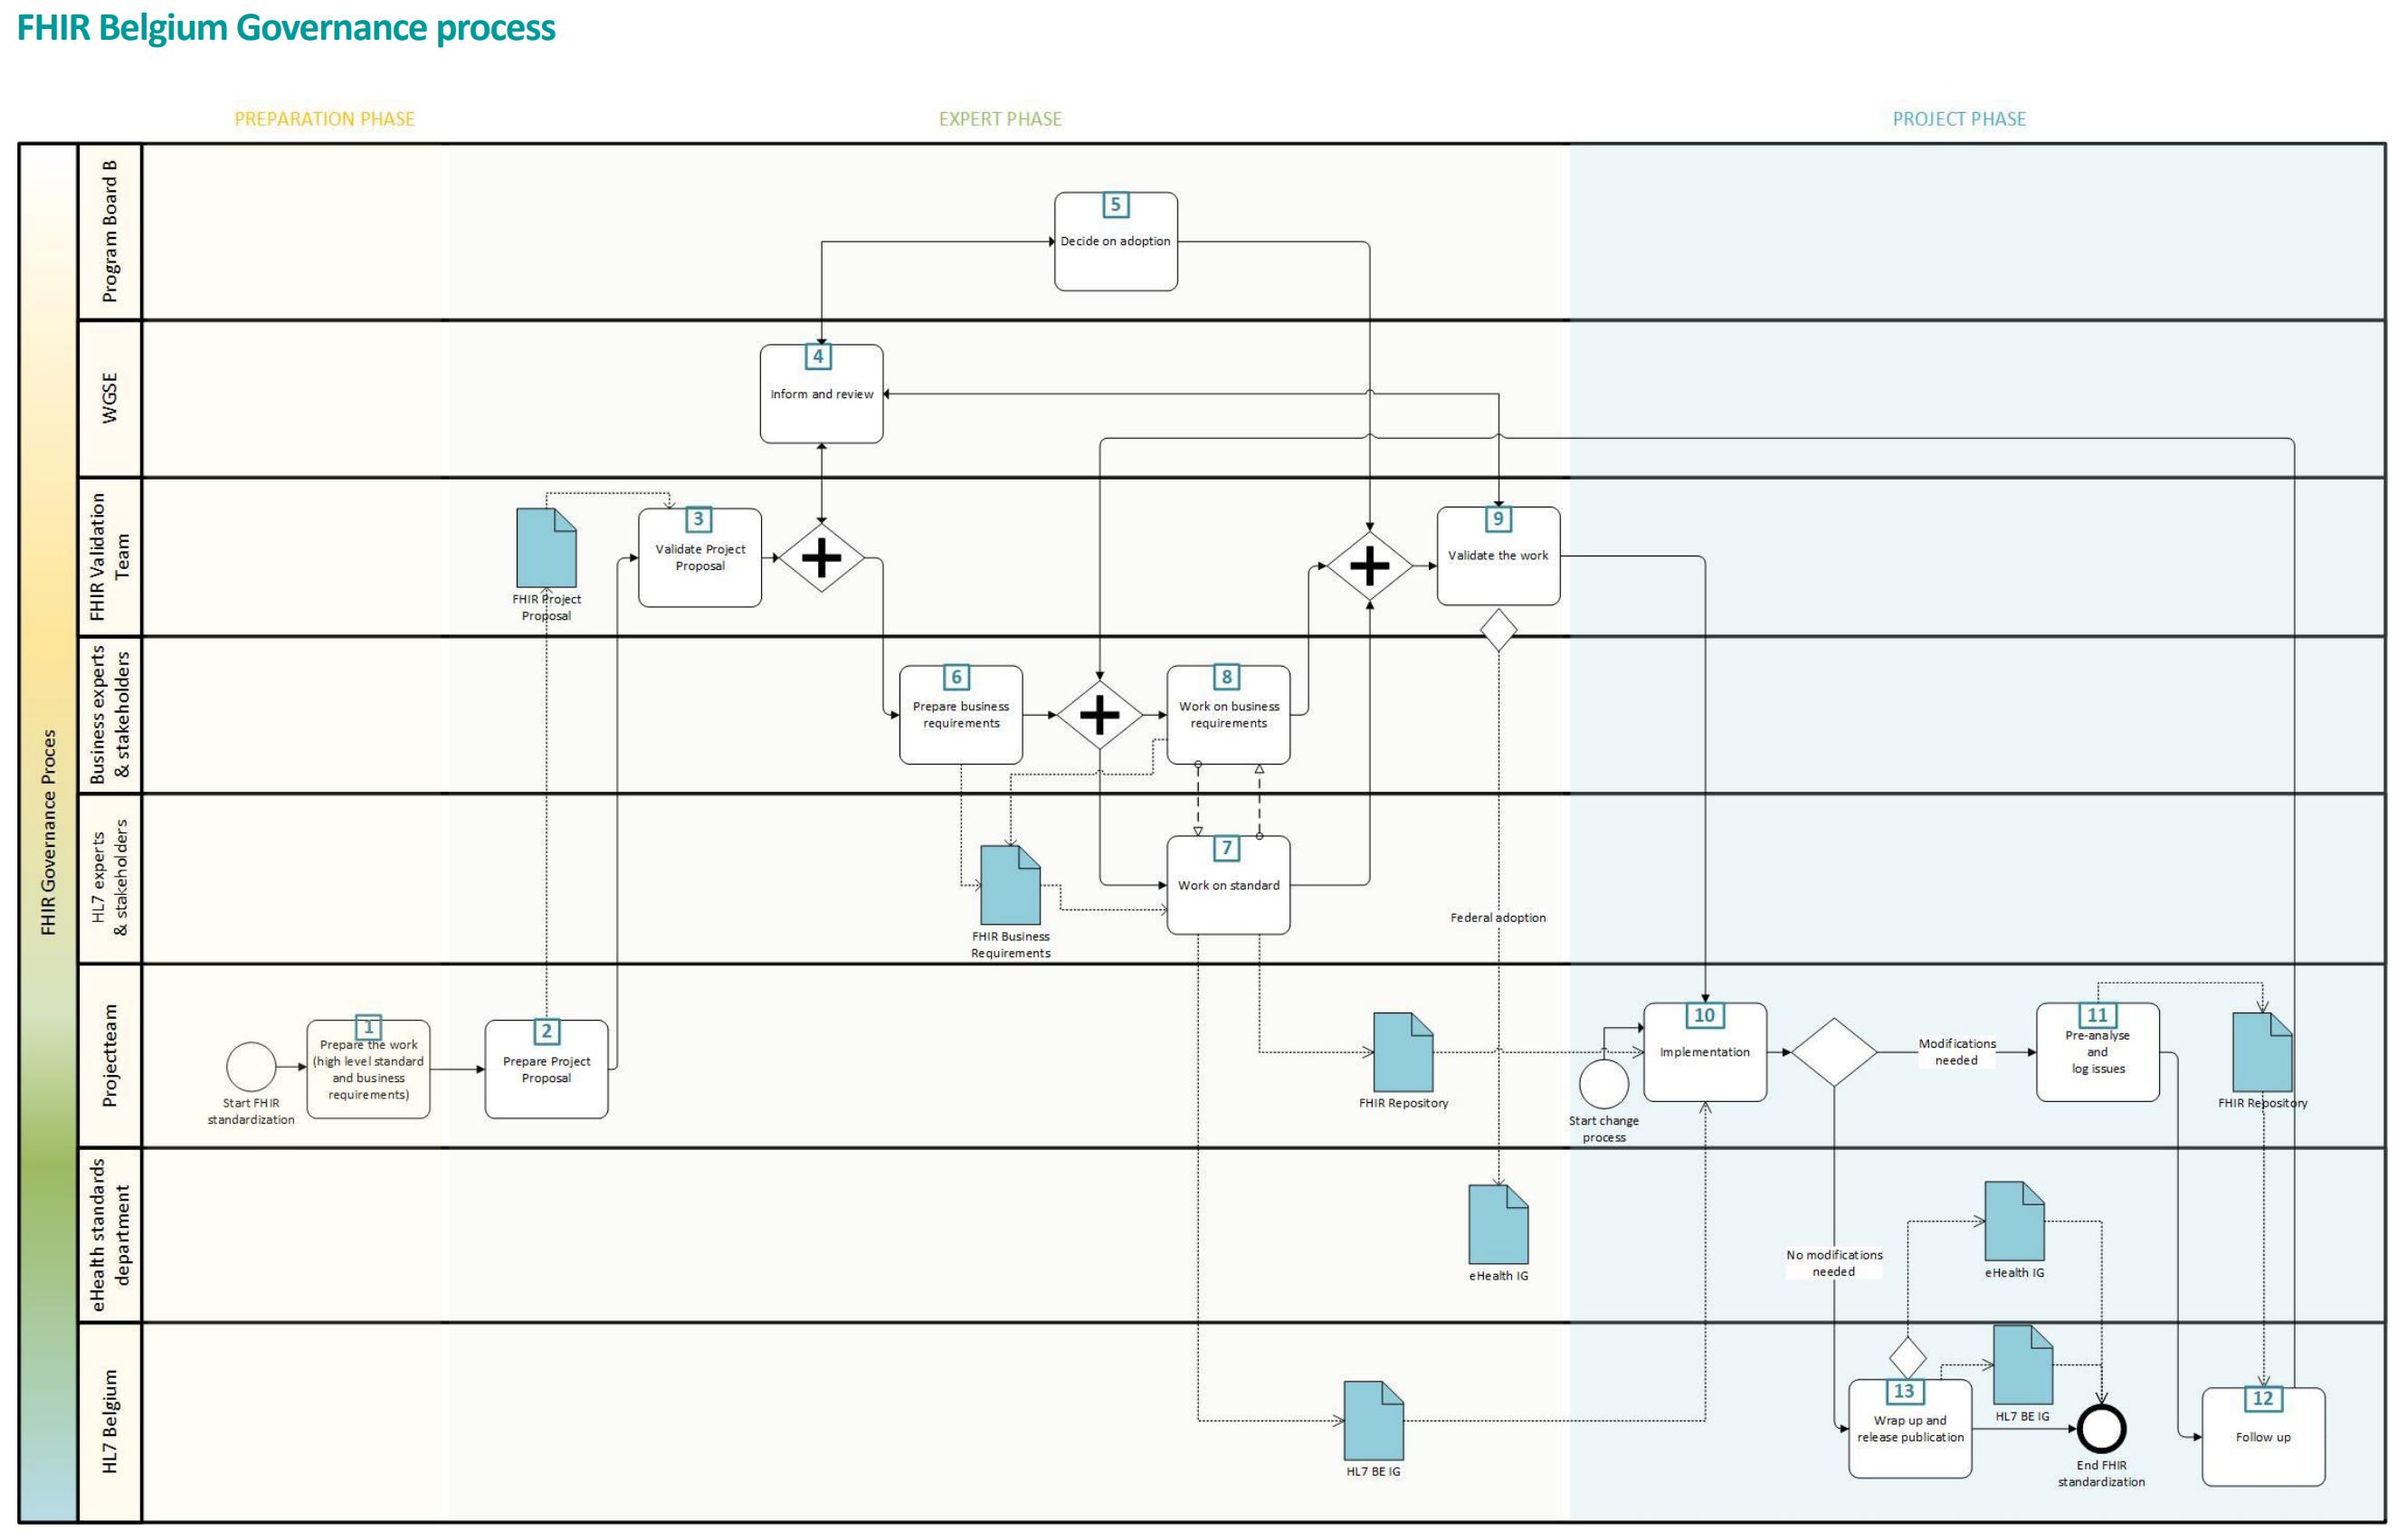 FHIR Belgium Governance process
PREPARATION PHASE
EXPERT PHASE
PROJECT PHASE
FHIR Governance Proces
Program Board B
5
Decide on adoption
WGSE
4
Inform and review
FHIR Validation
Team
FHIR Project
Proposal
3
Validate Project
Proposal
9
Validate the work
Business experts
& stakeholders
6
Prepare business
requirements
8
Work on business
requirements
HL7 experts
& stakeholders
FHIR Business
Requirements
7
Work on standard
Federal adoption
Projectteam
Start FHIR
standardization
1
Prepare the work
(high level standard
and business
requirements)
2
Prepare Project
Proposal
FHIR Repository
Start change
process
10
Implementation
Modifications
needed
11
Pre-analyse
and
log issues
FHIR Repository
eHealth standards
department
eHealth IG
No modifications
needed
eHealth IG
HL7 Belgium
HL7 BE IG
13
Wrap up and
release publication
HL7 BE IG
End FHIR
standardization
12
Follow up